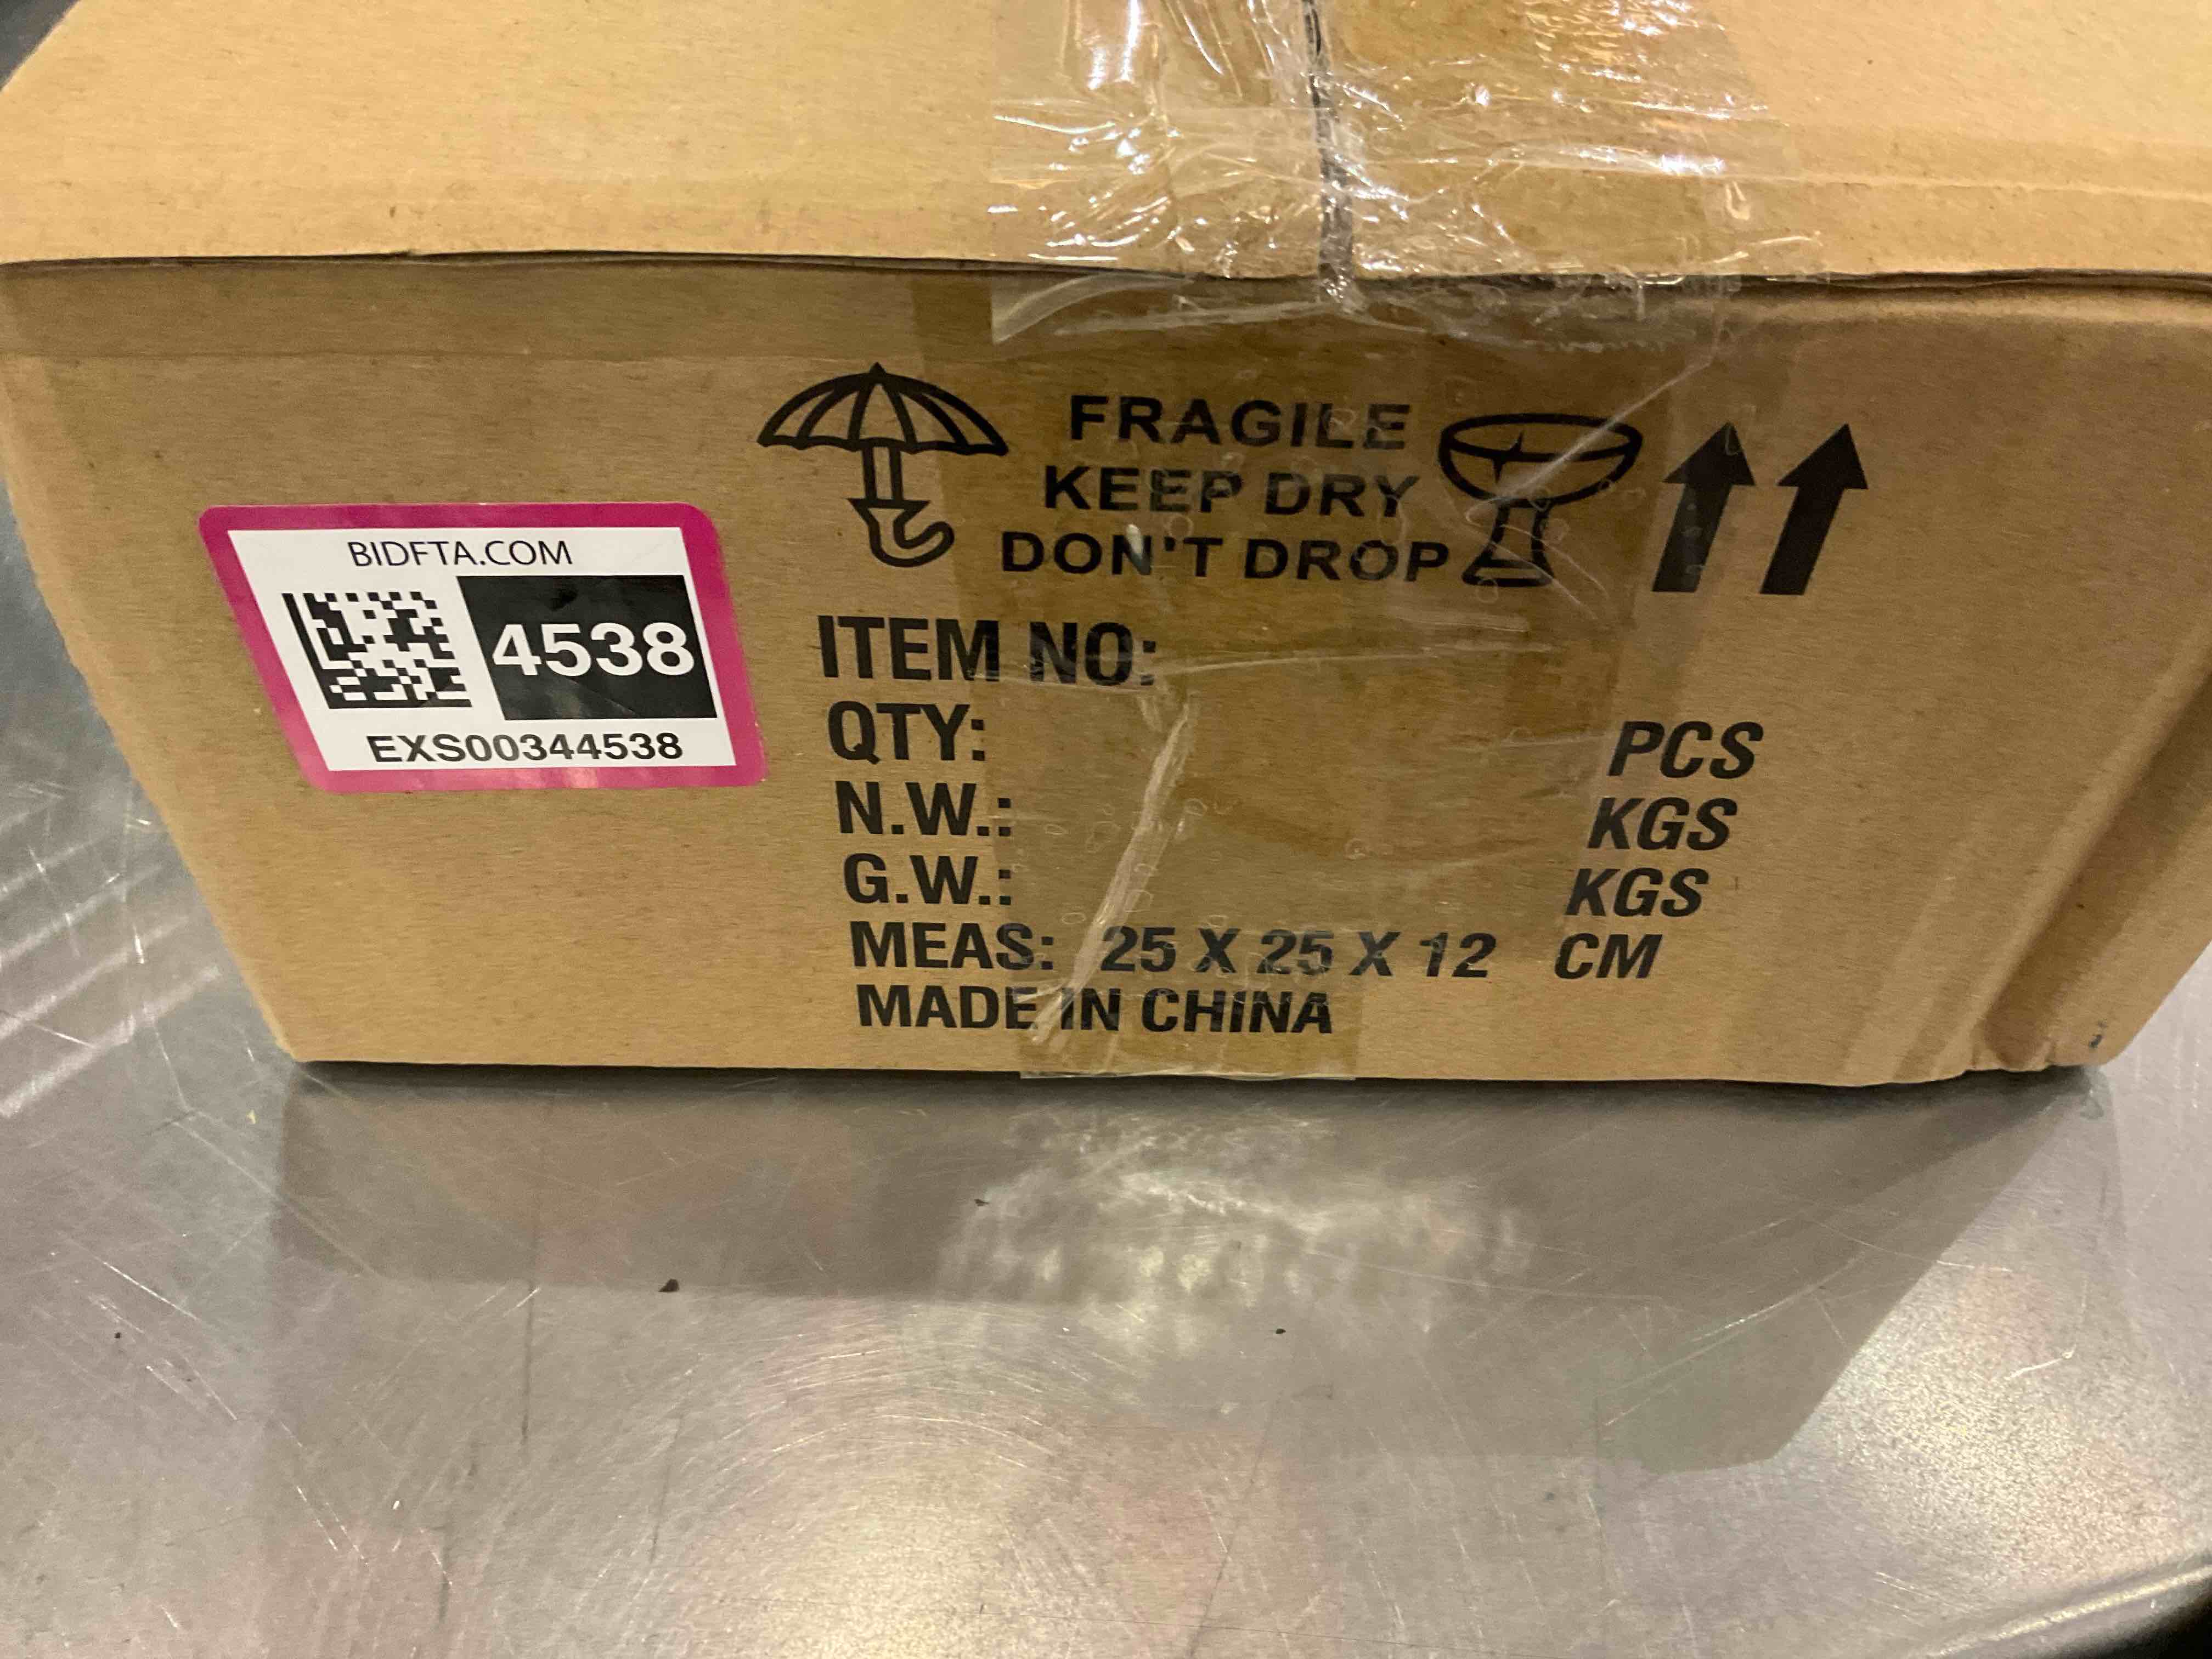 BIDFTA.COM
4538
EXS00344538
FRAGILE
KEEP DRY
DON'T DROP
ITEM NO:
QTY: PCS
N.W.: KGS
G.W.: KGS
MEAS: 25 X 25 X 12 CM
MADE IN CHINA